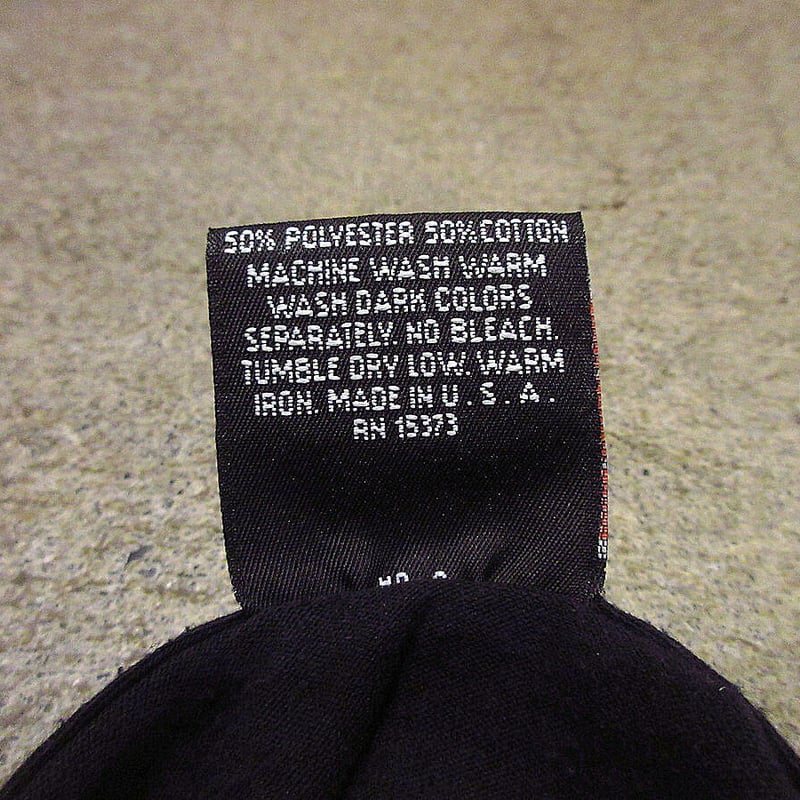 50% POLYESTER 50% COTTON
MACHINE WASH WARM
WASH DARK COLORS
SEPARATELY. NO BLEACH.
TUMBLE DRY LOW. WARM
IRON. MADE IN U.S.A.
RN 15373